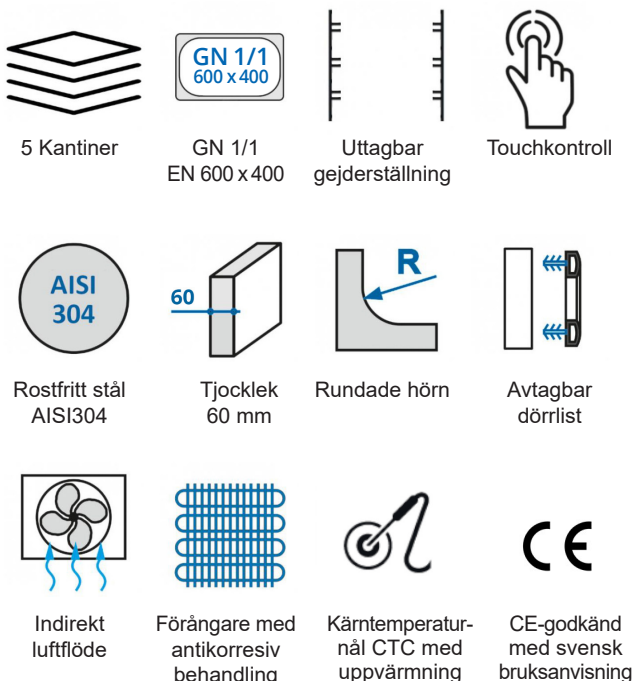 GN 1/1
600 x 400
5 Kantiner
GN 1/1
EN 600 x 400
Uttagbar
gejderställning
Touchkontroll
AISI
304
60
R
Rostfritt stål
AISI304
Tjocklek
60 mm
Rundade hörn
Avtagbar
dörrlist
CE
Indirekt
luftflöde
Förångare med
antikorresiv
behandling
Kärntemperatur-
nål CTC med
uppvärmning
CE-godkänd
med svensk
bruksanvisning